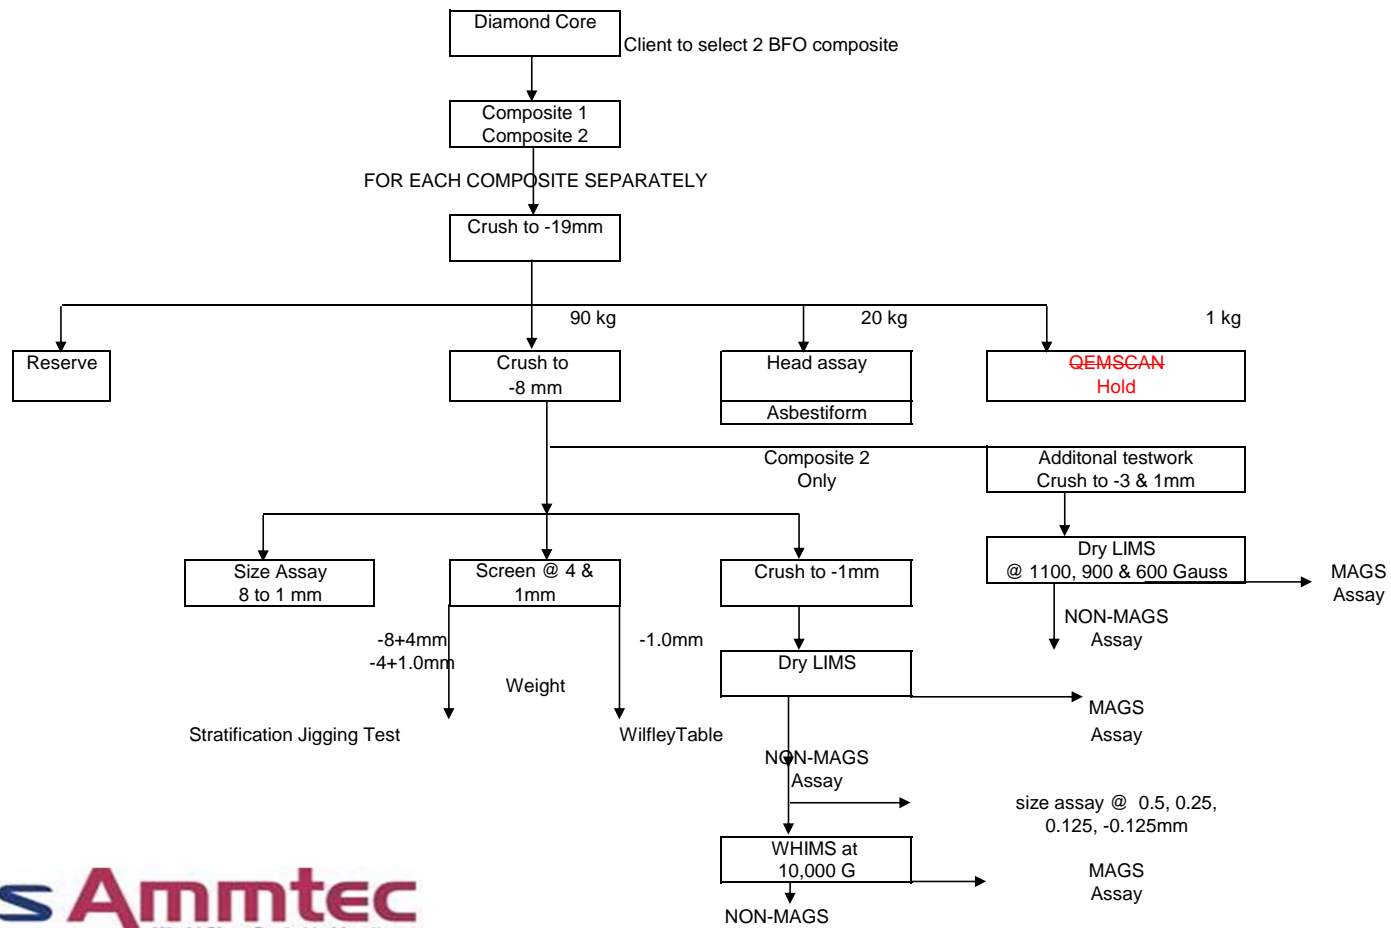 Diamond Core
Client to select 2 BFO composite
Composite 1
Composite 2
FOR EACH COMPOSITE SEPARATELY
Crush to -19mm
90 kg
20 kg
1 kg
Reserve
Crush to
-8 mm
Head assay
Asbestiform
QEMSCAN
Hold
Composite 2
Only
Additonal testwork
Crush to -3 & 1mm
Dry LIMS
@ 1100, 900 & 600 Gauss
MAGS
Assay
NON-MAGS
Assay
Size Assay
8 to 1 mm
Screen @ 4 &
1mm
Crush to -1mm
-8+4mm
-4+1.0mm
-1.0mm
Weight
Stratification Jigging Test
WilfleyTable
Dry LIMS
MAGS
Assay
NON-MAGS
Assay
size assay @ 0.5, 0.25,
0.125, -0.125mm
WHIMS at
10,000 G
MAGS
Assay
NON-MAGS
s Ammtec